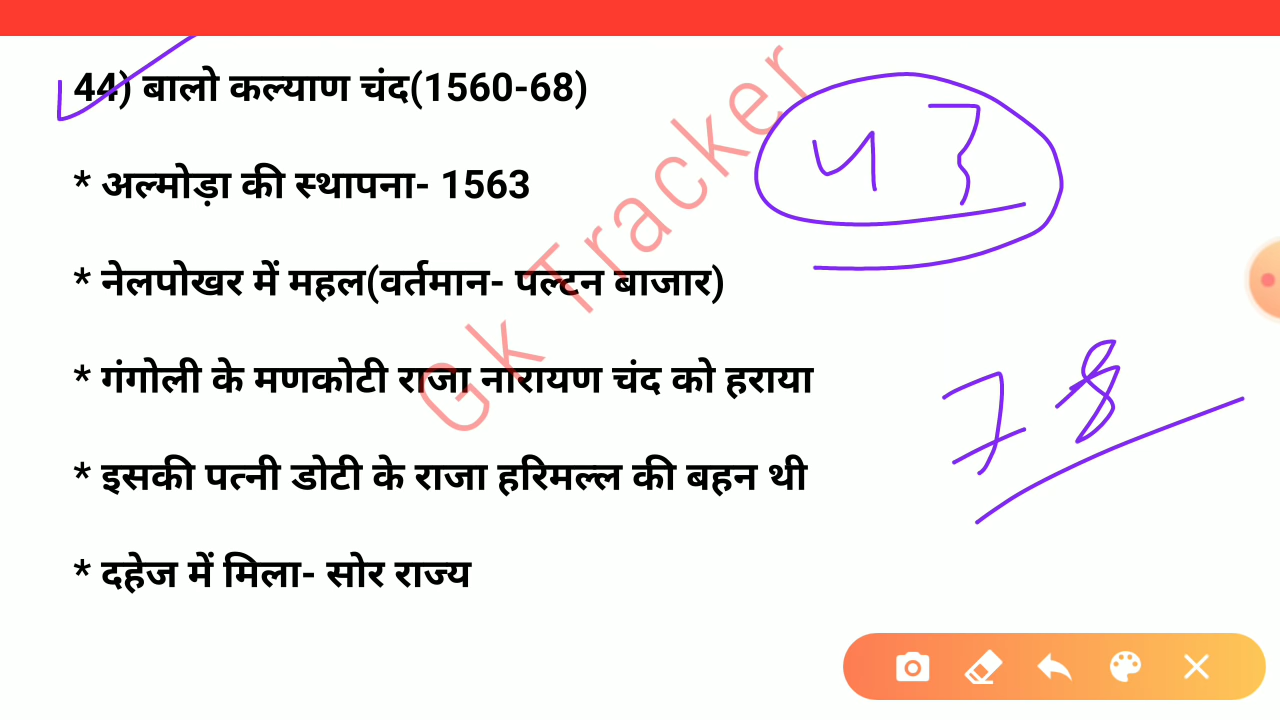 44) बालो कल्याण चंद(1560-68)
* अल्मोड़ा की स्थापना- 1563
* नेलपोखर में महल(वर्तमान- पल्टन बाजार)
* गंगोली के मणकोटी राजा नारायण चंद को हराया
* इसकी पत्नी डोटी के राजा हरिमल्ल की बहन थी
* दहेज में मिला- सोर राज्य
Gk Tracker